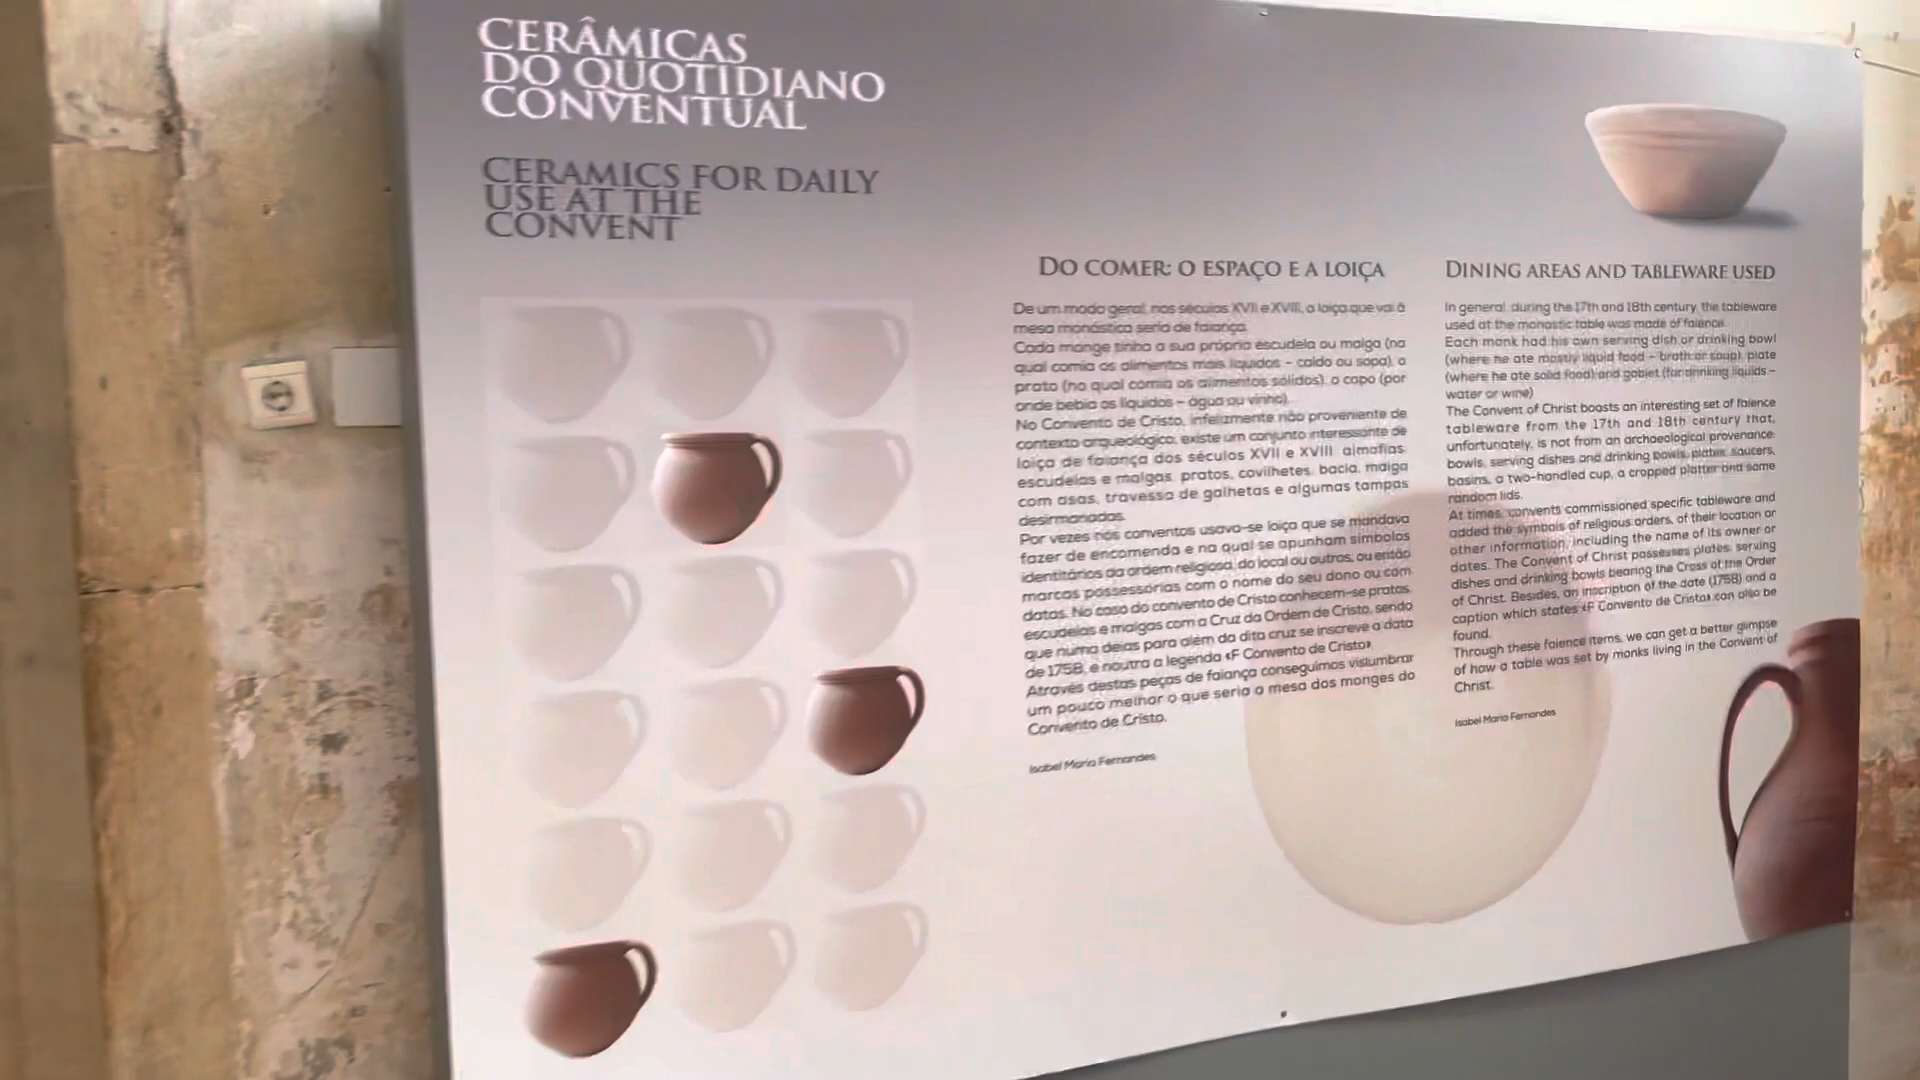 CERÂMICAS
DO QUOTIDIANO
CONVENTUAL
CERAMICS FOR DAILY
USE AT THE
CONVENT
DO COMER: O ESPAÇO E A LOIÇA
De um modo geral, nos séculos XVII e XVIII, a loiça que vai à
mesa monástica seria de faiança.
Cada monge tinha a sua própria escudela ou malga (na
qual comia os alimentos mais líquidos – caldo ou sopa), o
prato (no qual comia os alimentos sólidos), o copo (por
onde bebia os líquidos – água ou vinho).
No Convento de Cristo, infelizmente não proveniente de
contexto arqueológico, existe um conjunto interessante de
loiça de faiança dos séculos XVII e XVIII almofias,
escudelas e malgas, pratos, covilhetes, bacia, malga
com asas, travessa de galhetas e algumas tampas
desirmanadas.
Por vezes nos conventos usava-se loiça que se mandava
fazer de encomenda e na qual se apunham símbolos
identitários da ordem religiosa, do local ou outros, ou então
marcas possessórias com o nome do seu dono ou com
datas. No caso do convento de Cristo conhecem-se pratos,
escudelas e malgas com a Cruz da Ordem de Cristo, sendo
que numa delas para além da dita cruz se inscreve a data
de 1758, e noutra a legenda «F Convento de Cristo».
Através destas peças de faiança conseguimos vislumbrar
um pouco melhor o que seria a mesa dos monges do
Convento de Cristo.
Isabel Maria Fernandes
DINING AREAS AND TABLEWARE USED
In general, during the 17th and 18th century, the tableware
used at the monastic table was made of faience.
Each monk had his own serving dish or drinking bowl
(where he ate mostly liquid food – broth or soup), plate
(where he ate solid food) and goblet (for drinking liquids –
water or wine)
The Convent of Christ boasts an interesting set of faience
tableware from the 17th and 18th century that,
unfortunately, is not from an archaeological provenance:
bowls, serving dishes and drinking bowls, plates, saucers,
basins, a two-handled cup, a cropped platter and some
random lids.
At times, convents commissioned specific tableware and
added the symbols of religious orders, of their location or
other information, including the name of its owner or
dates. The Convent of Christ possesses plates, serving
dishes and drinking bowls bearing the Cross of the Order
of Christ. Besides, an inscription of the date (1758) and a
caption which states «F Convento de Cristo» can also be
found.
Through these faience items, we can get a better glimpse
of how a table was set by monks living in the Convent of
Christ.
Isabel Maria Fernandes